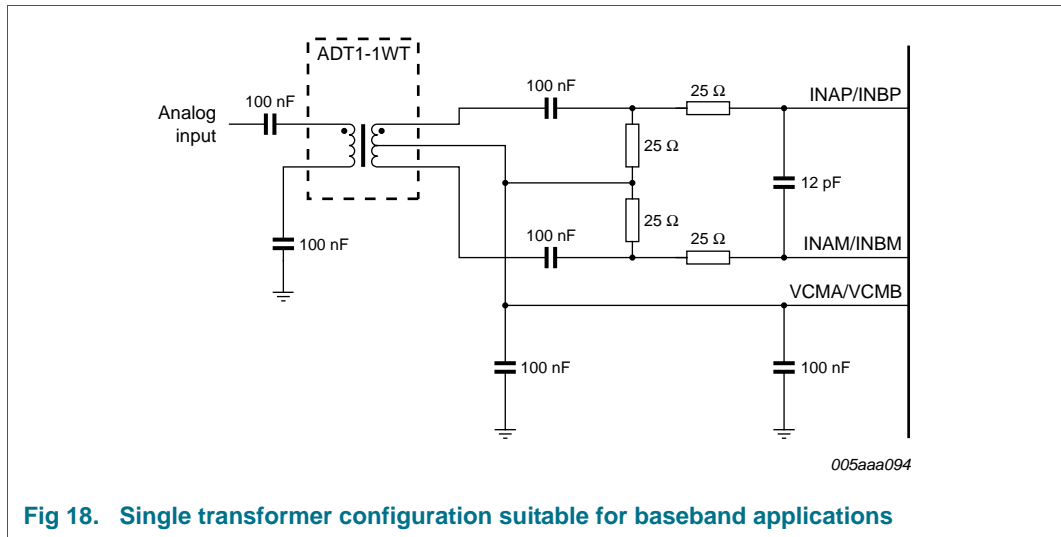 ADT1-1WT
100 nF
25 Ω
INAP/INBP
100 nF
Analog
input
25 Ω
12 pF
25 Ω
100 nF
25 Ω
INAM/INBM
100 nF
VCMA/VCMB
100 nF
100 nF
005aaa094
Fig 18. Single transformer configuration suitable for baseband applications